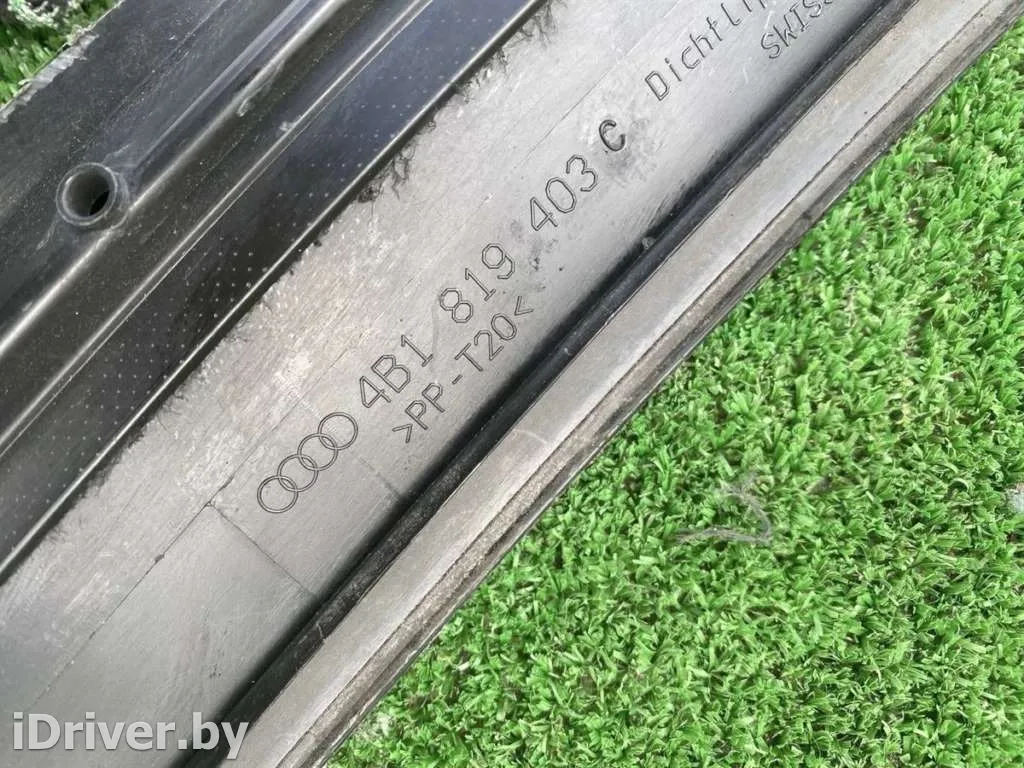 4B1 819 403 C
>PP-T20<
iDriver.by